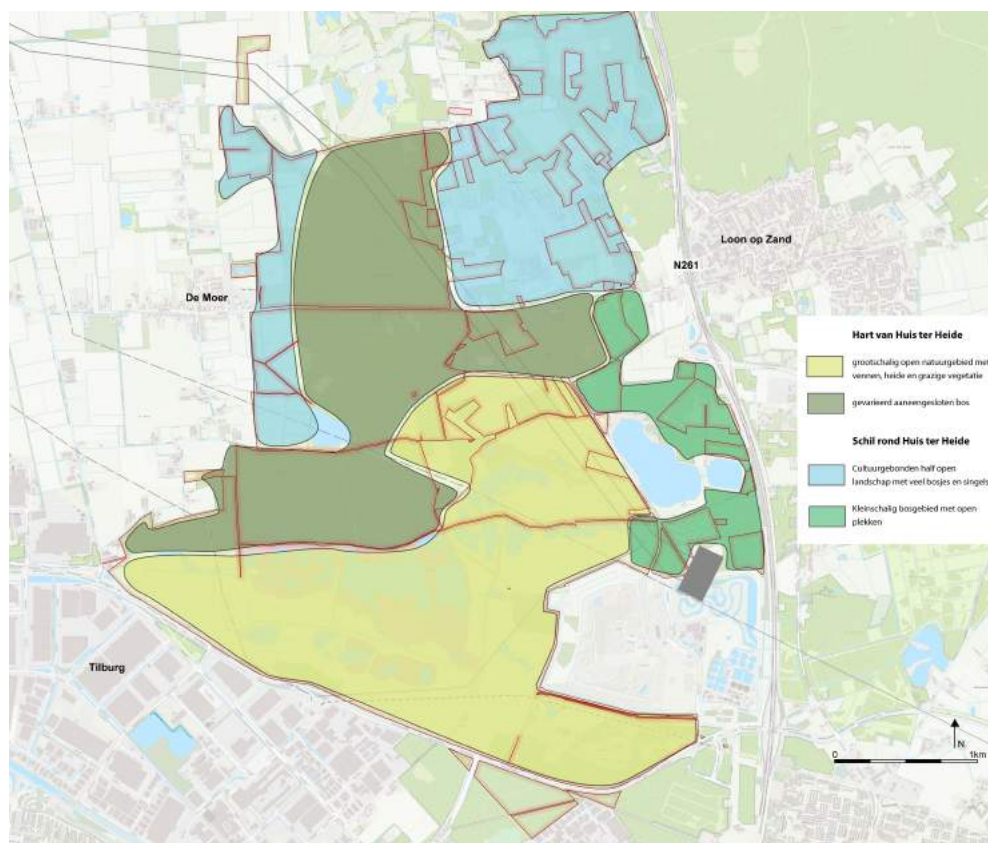 Loon op Zand
N261
De Moer
Hart van Huis ter Heide
grootschalig open natuurgebied met
vennen, heide en grazige vegetatie
gevarieerd aaneengesloten bos
Schil rond Huis ter Heide
Cultuurgebonden half open
landschap met veel bosjes en singels
Kleinschalig bosgebied met open
plekken
Tilburg
N
0 1km